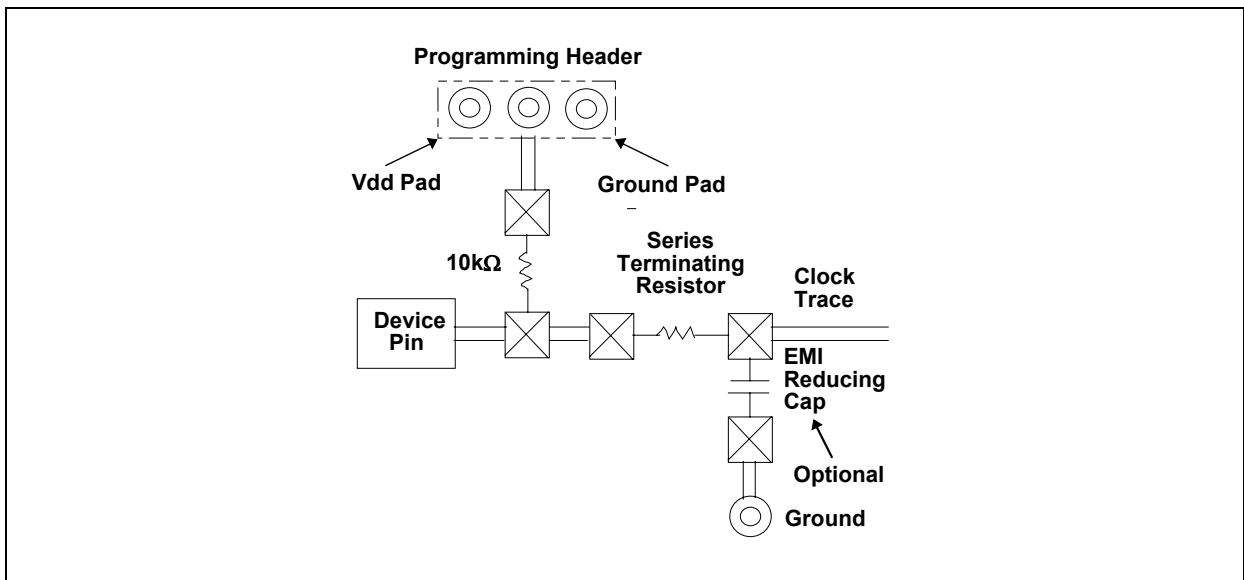 Programming Header
Vdd Pad
Ground Pad
10kΩ
Series
Terminating
Resistor
Clock
Trace
Device
Pin
EMI
Reducing
Cap
Optional
Ground